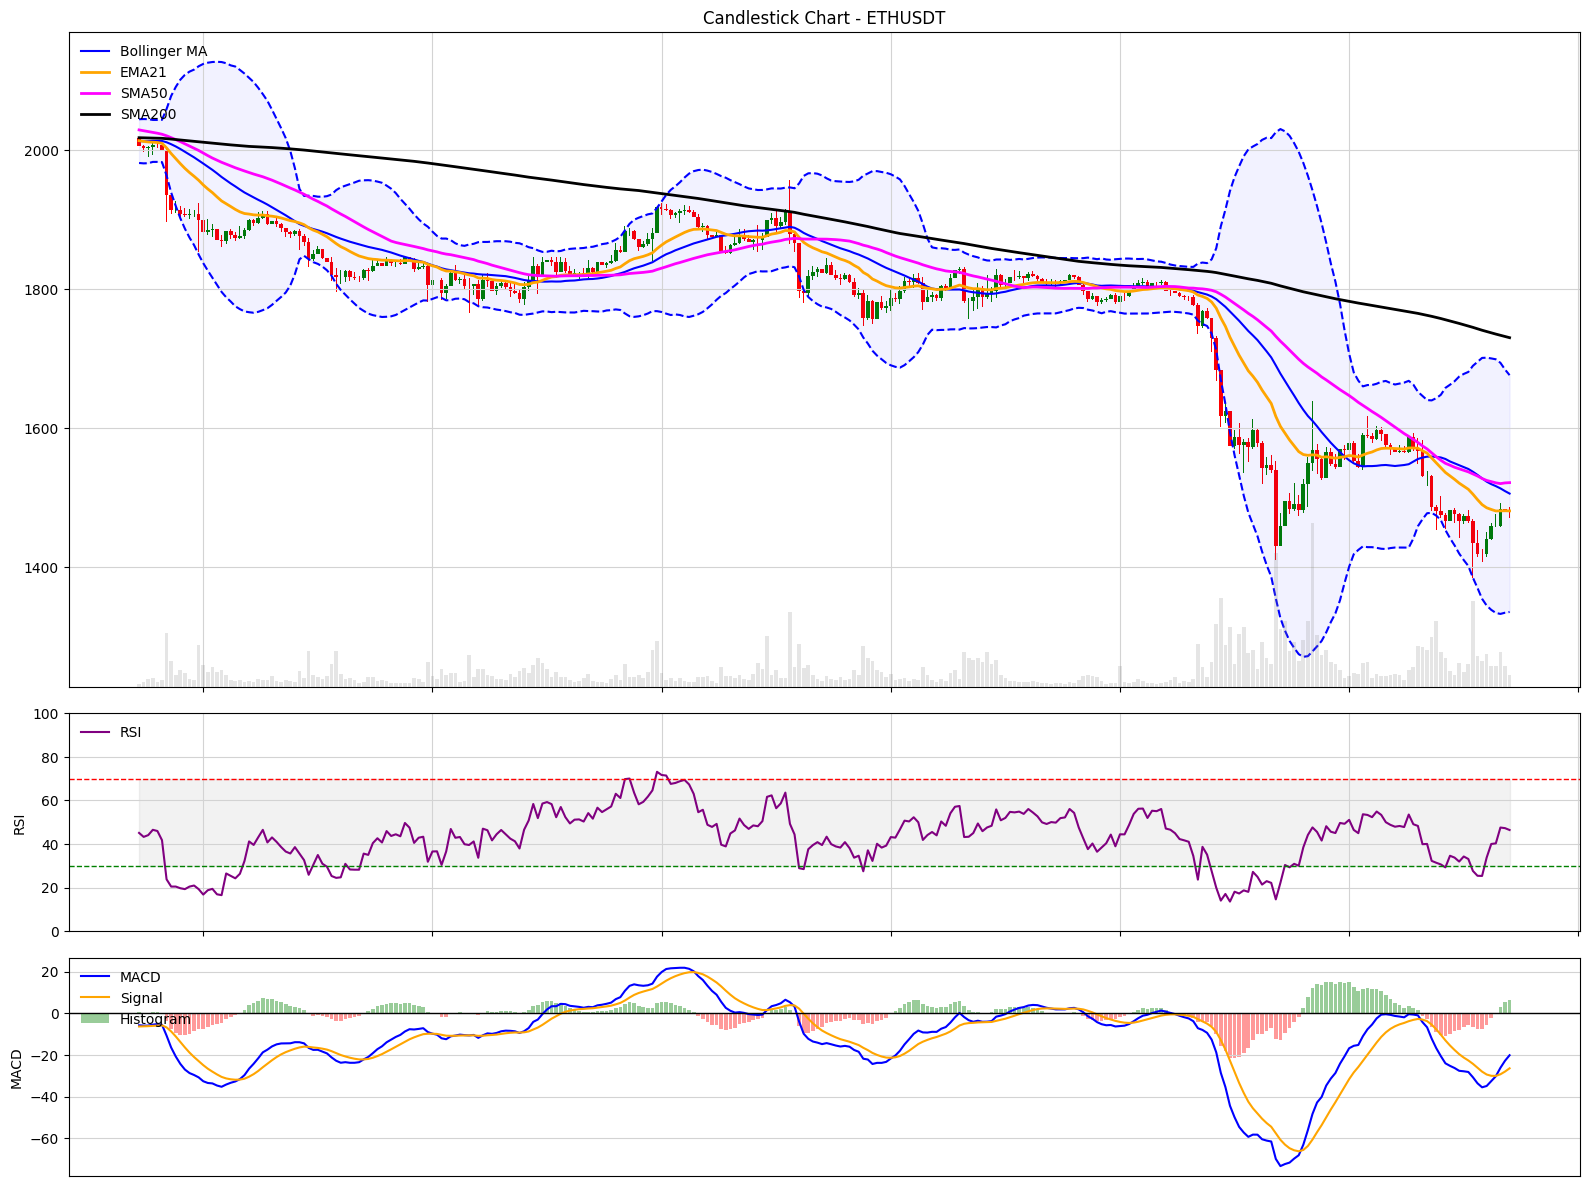 Candlestick Chart - ETHUSDT
Bollinger MA
EMA21
SMA50
SMA200
2000
1800
1600
1400
RSI
100
80
60
40
20
0
RSI
MACD
Signal
Histogram
20
0
−20
−40
−60
MACD